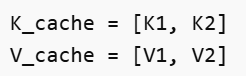 K_cache = [K1, K2]
V_cache = [V1, V2]